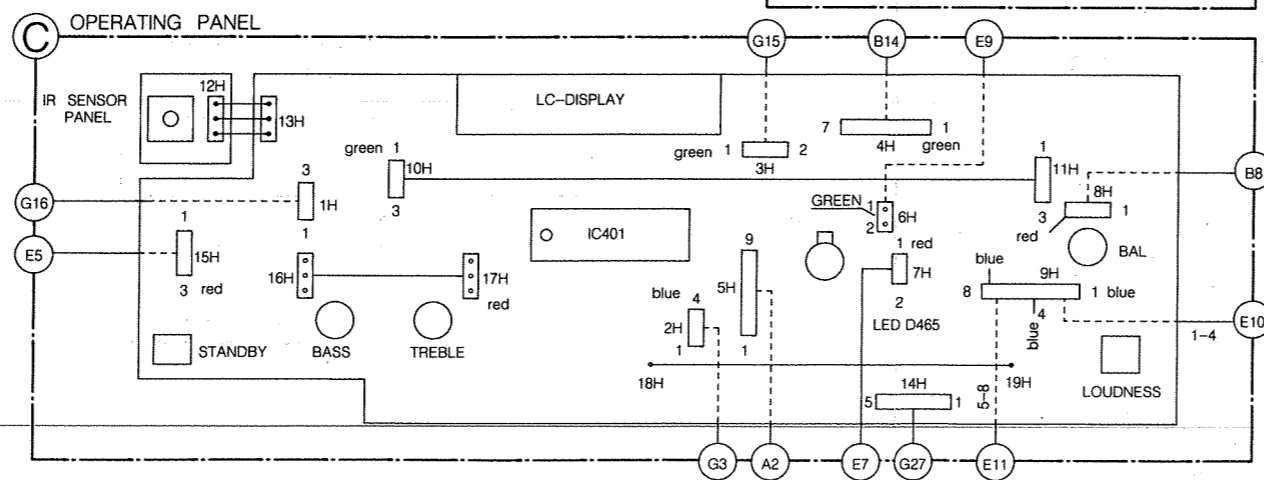 C OPERATING PANEL
G15
B14
E9
IR SENSOR
PANEL
12H
13H
LC-DISPLAY
green 1
10H
3
green 1 2
3H
7 1
4H green
1
11H
3
B8
8H
red 1
BAL
G16
3
1H
1
E5
1
15H
3 red
16H
17H
red
IC401
9
5H
1
GREEN 1
2
6H
1 red
7H
2
LED D465
blue
9H
8 1 blue
4
blue
E10
1-4
blue 4
2H
1
STANDBY
BASS
TREBLE
18H
19H
5-8
LOUDNESS
14H
5 1
G3
A2
E7
G27
E11